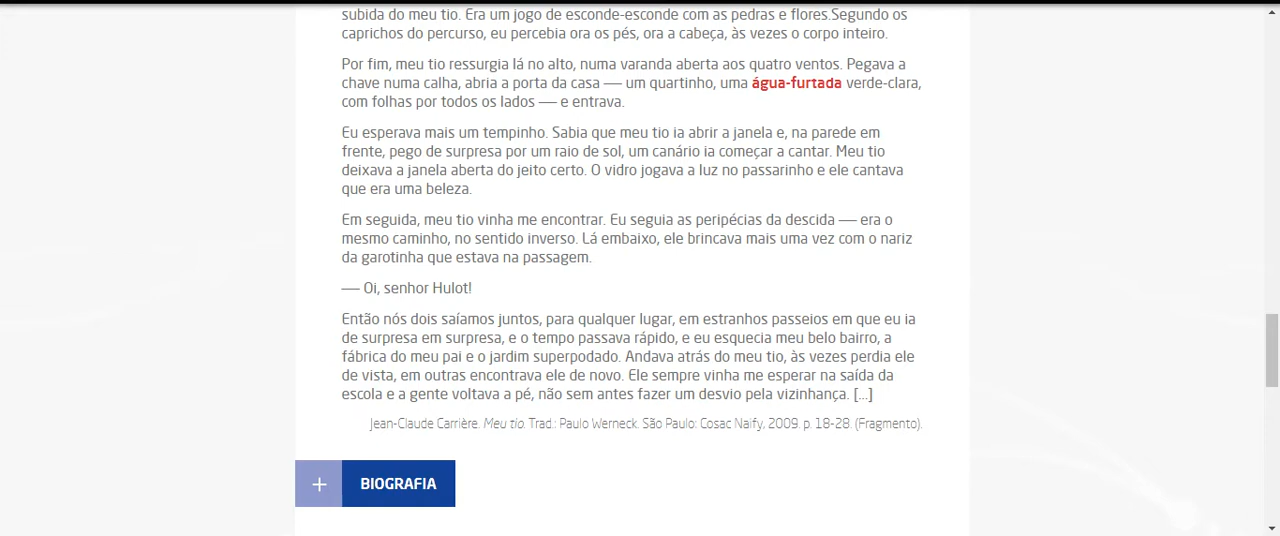 subida do meu tio. Era um jogo de esconde-esconde com as pedras e flores.Segundo os
caprichos do percurso, eu percebia ora os pés, ora a cabeça, às vezes o corpo inteiro.
Por fim, meu tio ressurgia lá no alto, numa varanda aberta aos quatro ventos. Pegava a
chave numa calha, abria a porta da casa — um quartinho, uma água-furtada verde-clara,
com folhas por todos os lados — e entrava.
Eu esperava mais um tempinho. Sabia que meu tio ia abrir a janela e, na parede em
frente, pego de surpresa por um raio de sol, um canário ia começar a cantar. Meu tio
deixava a janela aberta do jeito certo. O vidro jogava a luz no passarinho e ele cantava
que era uma beleza.
Em seguida, meu tio vinha me encontrar. Eu seguia as peripécias da descida — era o
mesmo caminho, no sentido inverso. Lá embaixo, ele brincava mais uma vez com o nariz
da garotinha que estava na passagem.
— Oi, senhor Hulot!
Então nós dois saíamos juntos, para qualquer lugar, em estranhos passeios em que eu ia
de surpresa em surpresa, e o tempo passava rápido, e eu esquecia meu belo bairro, a
fábrica do meu pai e o jardim superpodado. Andava atrás do meu tio, às vezes perdia ele
de vista, em outras encontrava ele de novo. Ele sempre vinha me esperar na saída da
escola e a gente voltava a pé, não sem antes fazer um desvio pela vizinhança. [...]
Jean-Claude Carrière. Meu tio. Trad.: Paulo Werneck. São Paulo: Cosac Naify, 2009. p. 18-28. (Fragmento).
+ BIOGRAFIA